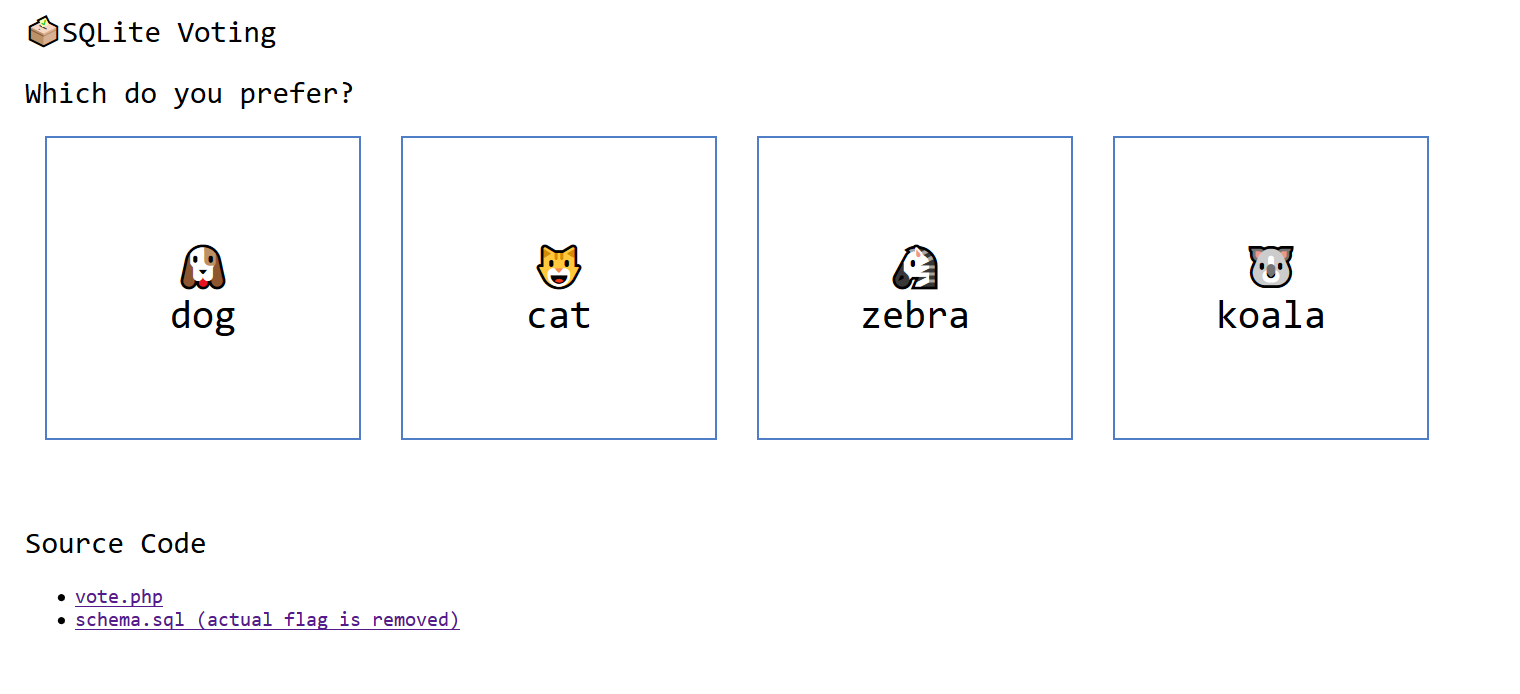 SQLite Voting
Which do you prefer?
dog
cat
zebra
koala
Source Code
vote.php
schema.sql (actual flag is removed)